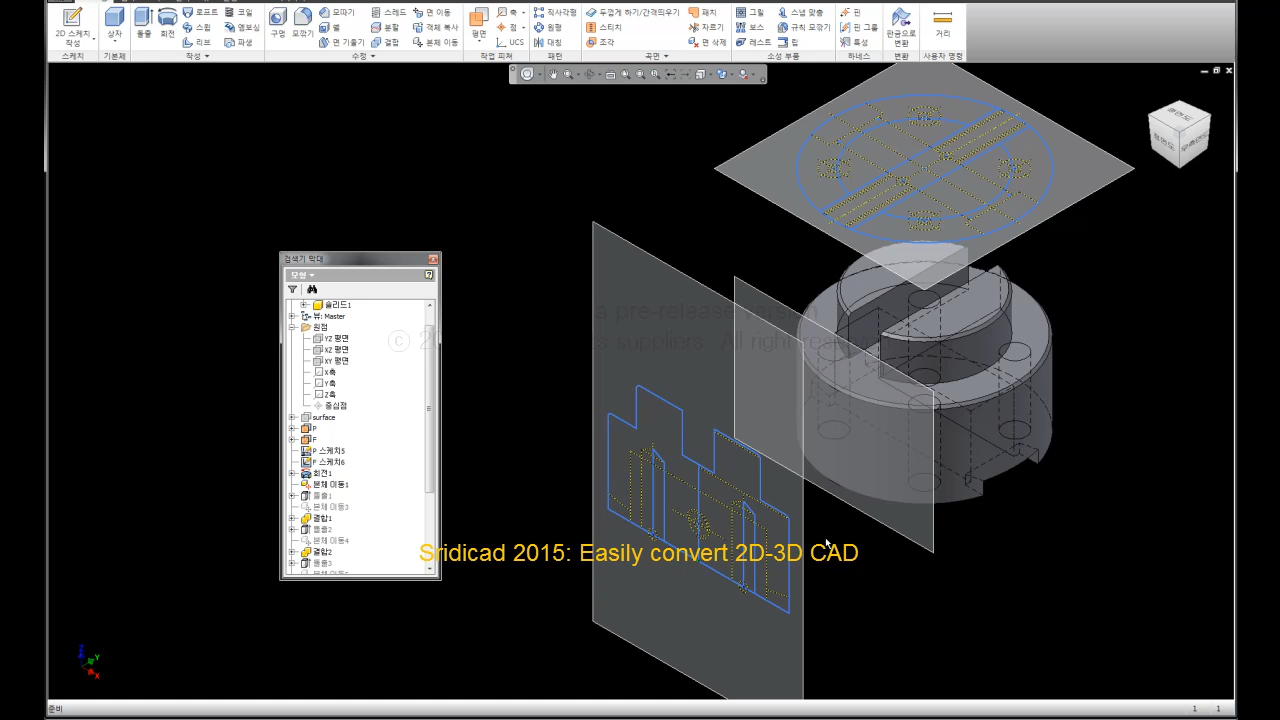 2D 스케치
작성
스케치
상자
기본체
돌출
회전
로프트
스윕
리브
코일
엠보싱
파생
작성
구멍
모깎기
모따기
쉘
면 기울기
스레드
분할
결합
면 이동
객체 복사
본체 이동
수정
평면
축
점
UCS
작업 피쳐
직사각형
원형
대칭
패턴
두껍게 하기/간격띄우기
스티치
조각
패치
자르기
면 삭제
곡면
그릴
보스
레스트
스냅 맞춤
규칙 모깎기
립
소성 부품
핀
핀 그룹
특성
하네스
판금으로
변환
변환
거리
사용자 명령
검색기 막대
모형
솔리드1
뷰: Master
원점
YZ 평면
XZ 평면
XY 평면
X축
Y축
Z축
중심점
surface
P
F
P 스케치5
F 스케치6
회전1
본체 이동1
돌출1
본체 이동3
결합1
돌출2
본체 이동4
결합2
돌출3
a pre-release version
suppliers. All right
Sridicad 2015: Easily convert 2D-3D CAD
Y
X
준비
1 1